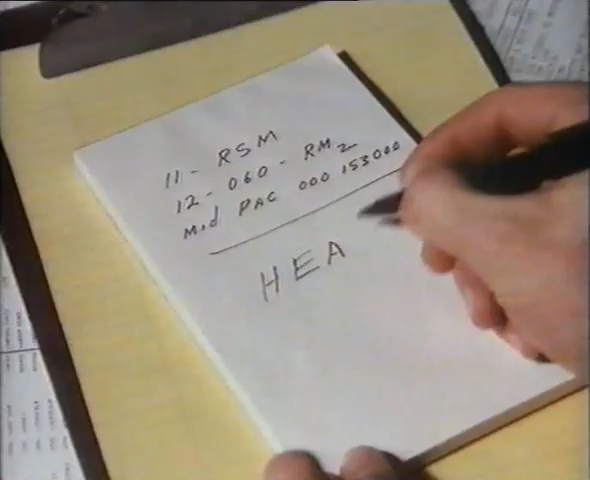 11 - RSM
12 - 060 - RM2
Mid PAC 000 153000
HEA